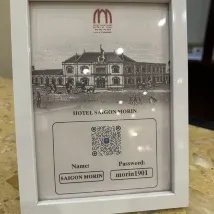 HOTEL SAIGON MORIN
Name: Password:
SAIGON MORIN morin1901